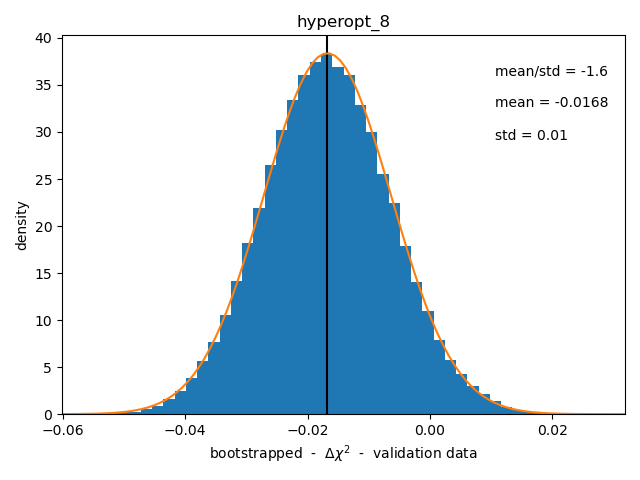 hyperopt_8
mean/std = -1.6
mean = -0.0168
std = 0.01
density
40
35
30
25
20
15
10
5
0
−0.06 −0.04 −0.02 0.00 0.02
bootstrapped - Δχ² - validation data